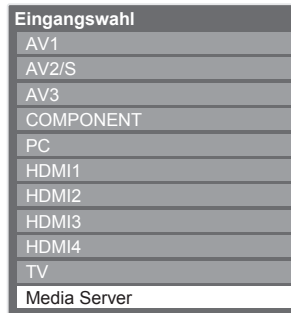 Eingangswahl
AV1
AV2/S
AV3
COMPONENT
PC
HDMI1
HDMI2
HDMI3
HDMI4
TV
Media Server